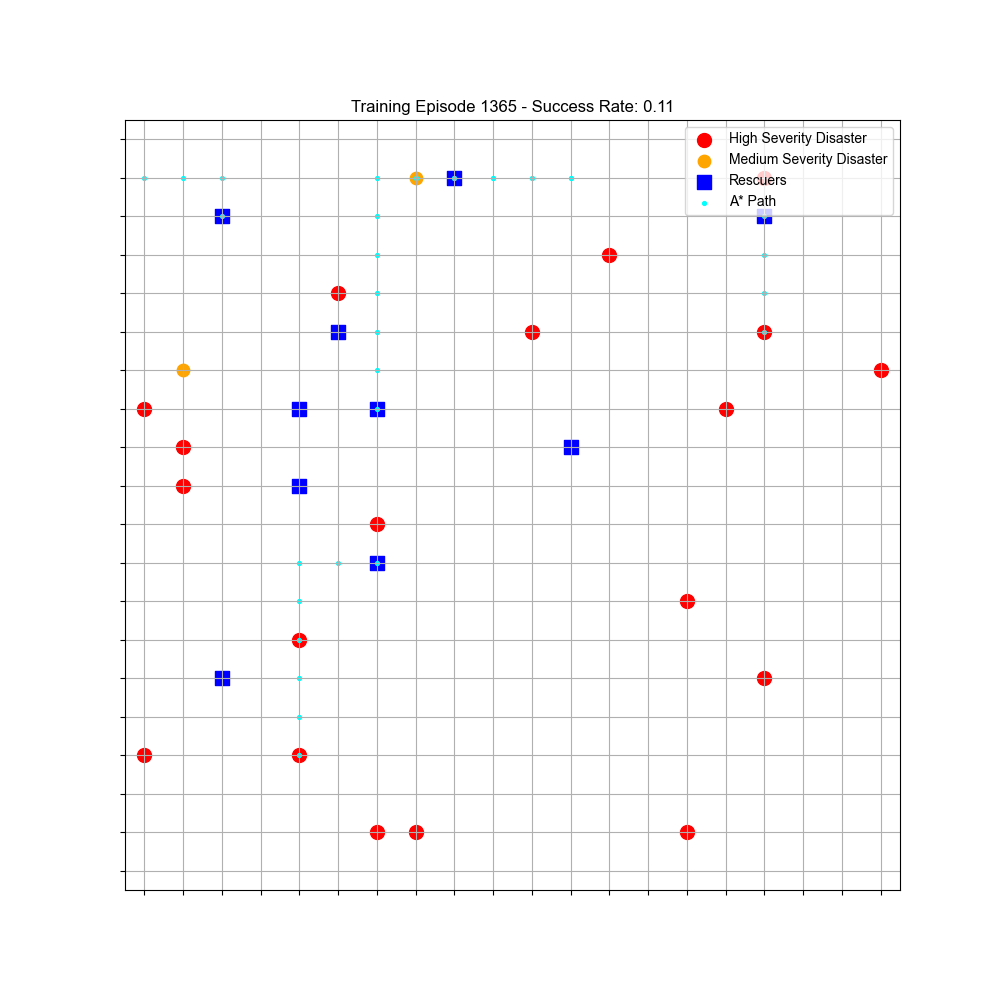 Training Episode 1365 - Success Rate: 0.11
High Severity Disaster
Medium Severity Disaster
Rescuers
A* Path